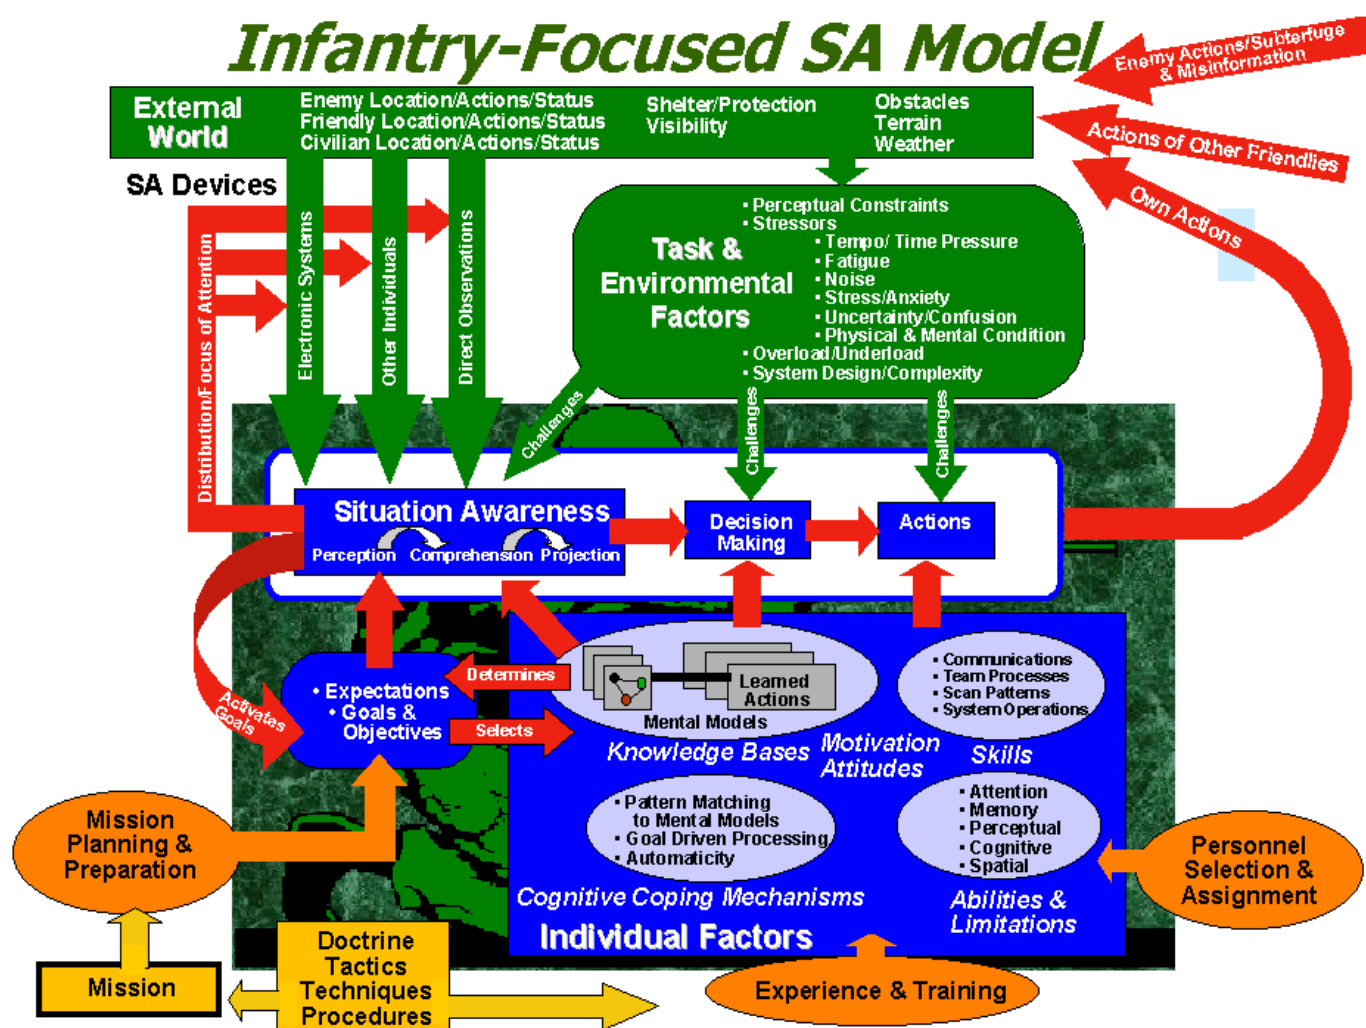 Infantry-Focused SA Model
Enemy Actions/Subterfuge
& Misinformation
Actions of Other Friendlies
Own Actions
External
World
Enemy Location/Actions/Status
Friendly Location/Actions/Status
Civilian Location/Actions/Status
Shelter/Protection
Visibility
Obstacles
Terrain
Weather
SA Devices
Distribution/Focus of Attention
Electronic Systems
Other Individuals
Direct Observations
Task &
Environmental
Factors
• Perceptual Constraints
• Stressors
• Tempo/ Time Pressure
• Fatigue
• Noise
• Stress/Anxiety
• Uncertainty/Confusion
• Physical & Mental Condition
• Overload/Underload
• System Design/Complexity
Challenges
Challenges
Challenges
Situation Awareness
Perception
Comprehension
Projection
Decision
Making
Actions
Activates
Goals
• Expectations
• Goals &
Objectives
Determines
Selects
Learned
Actions
Mental Models
Knowledge Bases
Motivation
Attitudes
• Communications
• Team Processes
• Scan Patterns
• System Operations
Skills
• Pattern Matching
to Mental Models
• Goal Driven Processing
• Automaticity
Cognitive Coping Mechanisms
• Attention
• Memory
• Perceptual
• Cognitive
• Spatial
Abilities &
Limitations
Individual Factors
Mission
Planning &
Preparation
Personnel
Selection &
Assignment
Mission
Doctrine
Tactics
Techniques
Procedures
Experience & Training